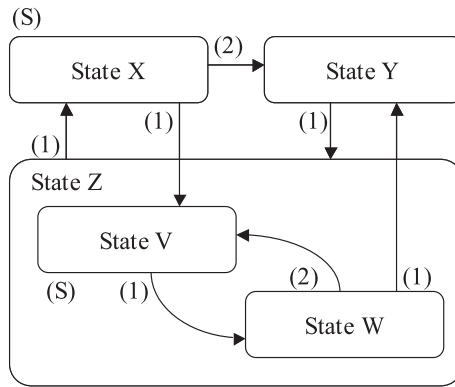 (S)
State X
(2)
State Y
(1)
(1)
(1)
State Z
State V
(S)
(1)
(2)
(1)
State W